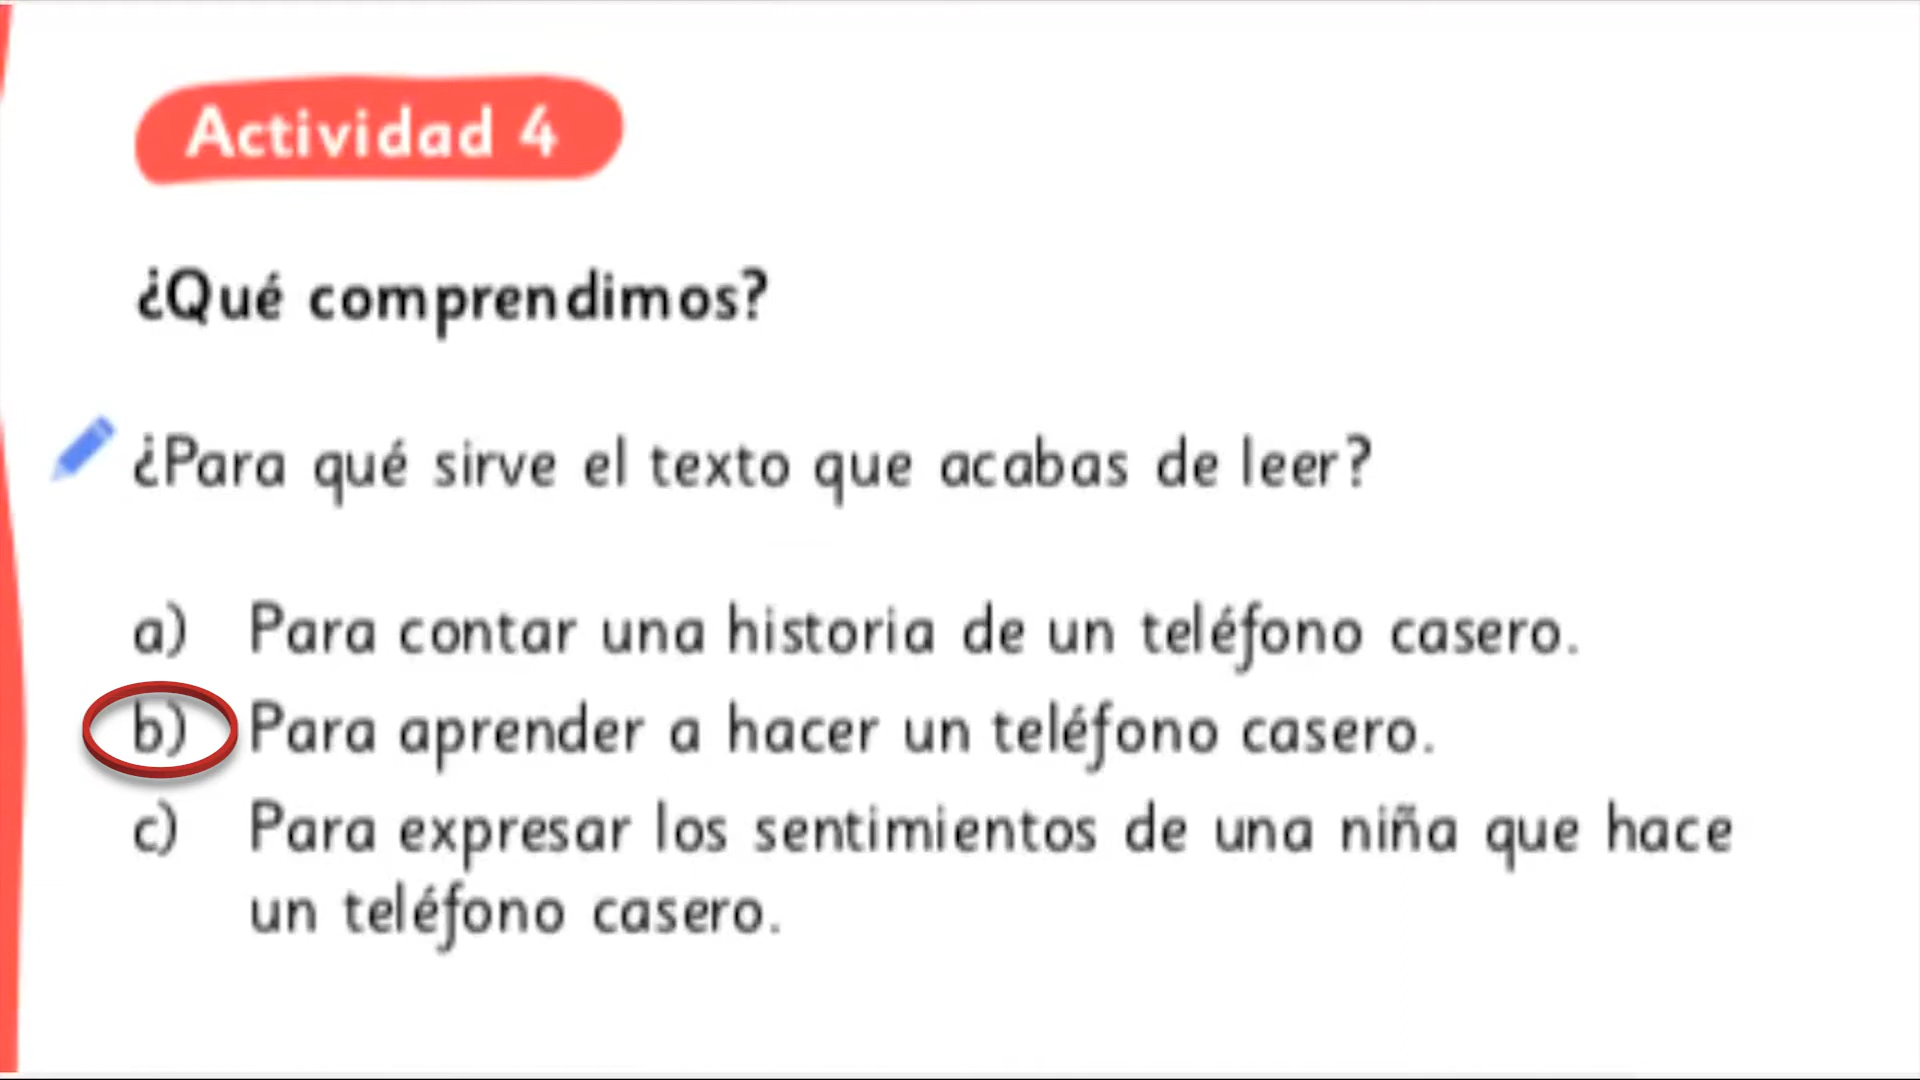 Actividad 4
¿Qué comprendimos?
¿Para qué sirve el texto que acabas de leer?
a) Para contar una historia de un teléfono casero.
b) Para aprender a hacer un teléfono casero.
c) Para expresar los sentimientos de una niña que hace
un teléfono casero.